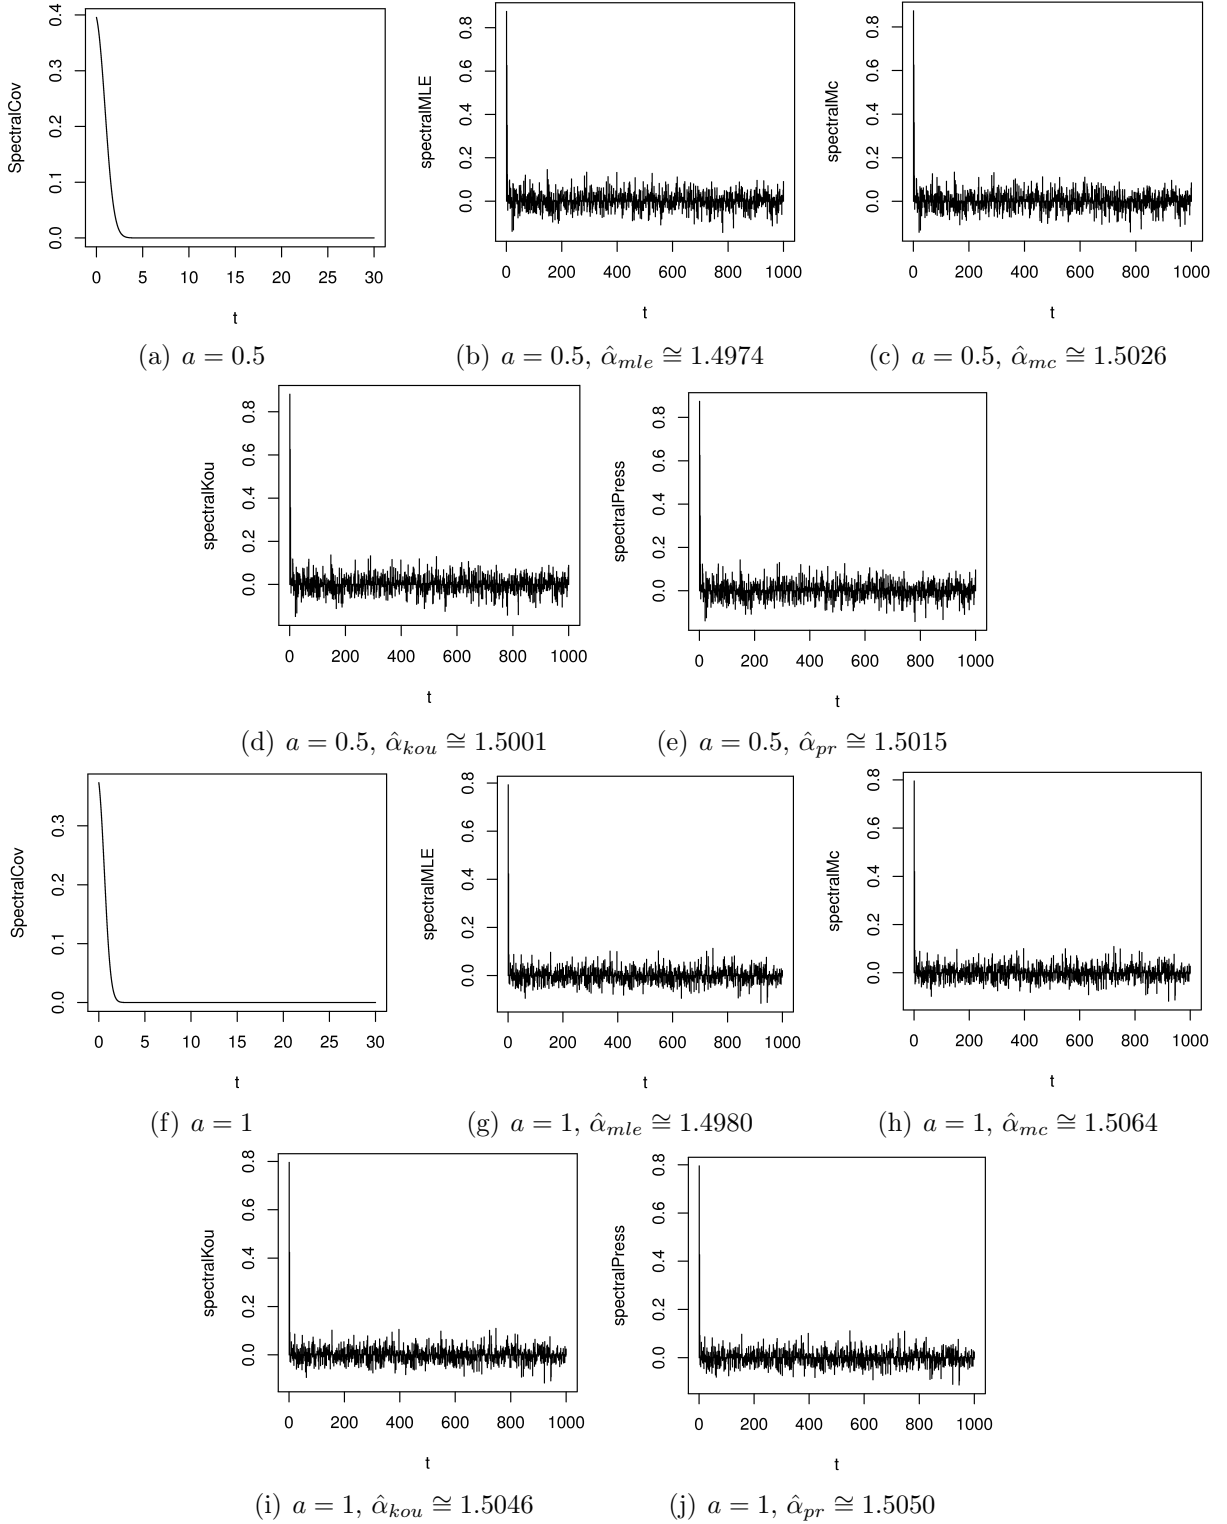 SpectralCov
0.0 0.1 0.2 0.3 0.4
0 5 10 15 20 25 30
t
(a) a = 0.5
spectralMLE
0.0 0.2 0.4 0.6 0.8
0 200 400 600 800 1000
t
(b) a = 0.5, α̂mle ≅ 1.4974
spectralMc
0.0 0.2 0.4 0.6 0.8
0 200 400 600 800 1000
t
(c) a = 0.5, α̂mc ≅ 1.5026
spectralKou
0.0 0.2 0.4 0.6 0.8
0 200 400 600 800 1000
t
(d) a = 0.5, α̂kou ≅ 1.5001
spectralPress
0.0 0.2 0.4 0.6 0.8
0 200 400 600 800 1000
t
(e) a = 0.5, α̂pr ≅ 1.5015
SpectralCov
0.0 0.1 0.2 0.3
0 5 10 15 20 25 30
t
(f) a = 1
spectralMLE
0.0 0.2 0.4 0.6 0.8
0 200 400 600 800 1000
t
(g) a = 1, α̂mle ≅ 1.4980
spectralMc
0.0 0.2 0.4 0.6 0.8
0 200 400 600 800 1000
t
(h) a = 1, α̂mc ≅ 1.5064
spectralKou
0.0 0.2 0.4 0.6 0.8
0 200 400 600 800 1000
t
(i) a = 1, α̂kou ≅ 1.5046
spectralPress
0.0 0.2 0.4 0.6 0.8
0 200 400 600 800 1000
t
(j) a = 1, α̂pr ≅ 1.5050